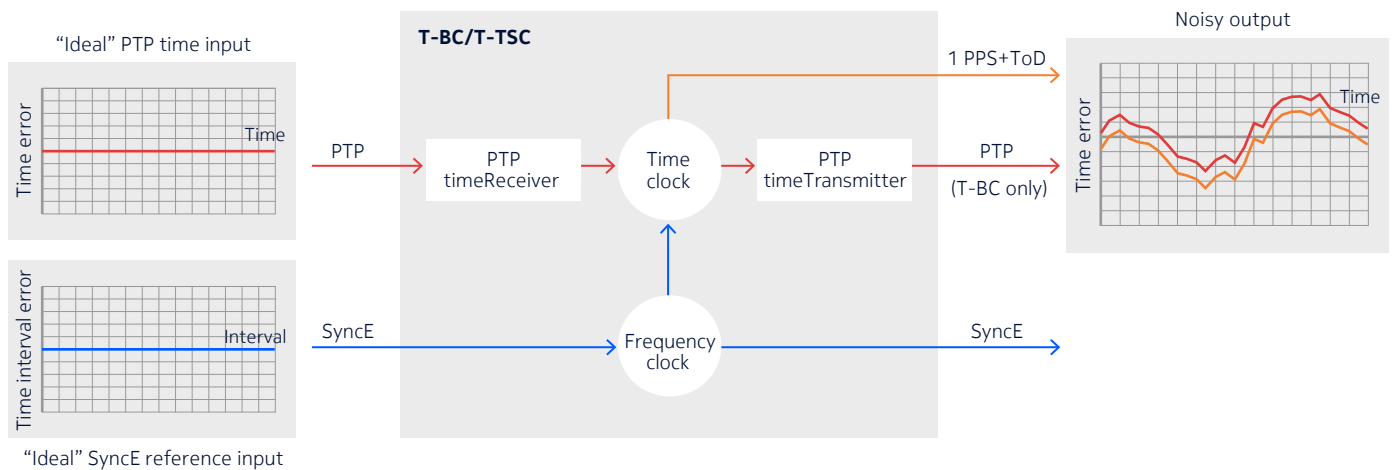 “Ideal” PTP time input
Time error
Time
“Ideal” SyncE reference input
Time interval error
Interval
T-BC/T-TSC
PTP
PTP
timeReceiver
Time
clock
PTP
timeTransmitter
1 PPS+ToD
PTP
(T-BC only)
SyncE
Frequency
clock
SyncE
Noisy output
Time error
Time